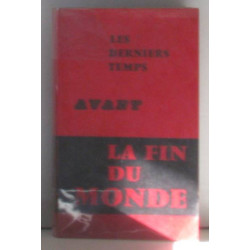 LES
DERNIERS
TEMPS
AVANT
LA FIN
DU
MONDE